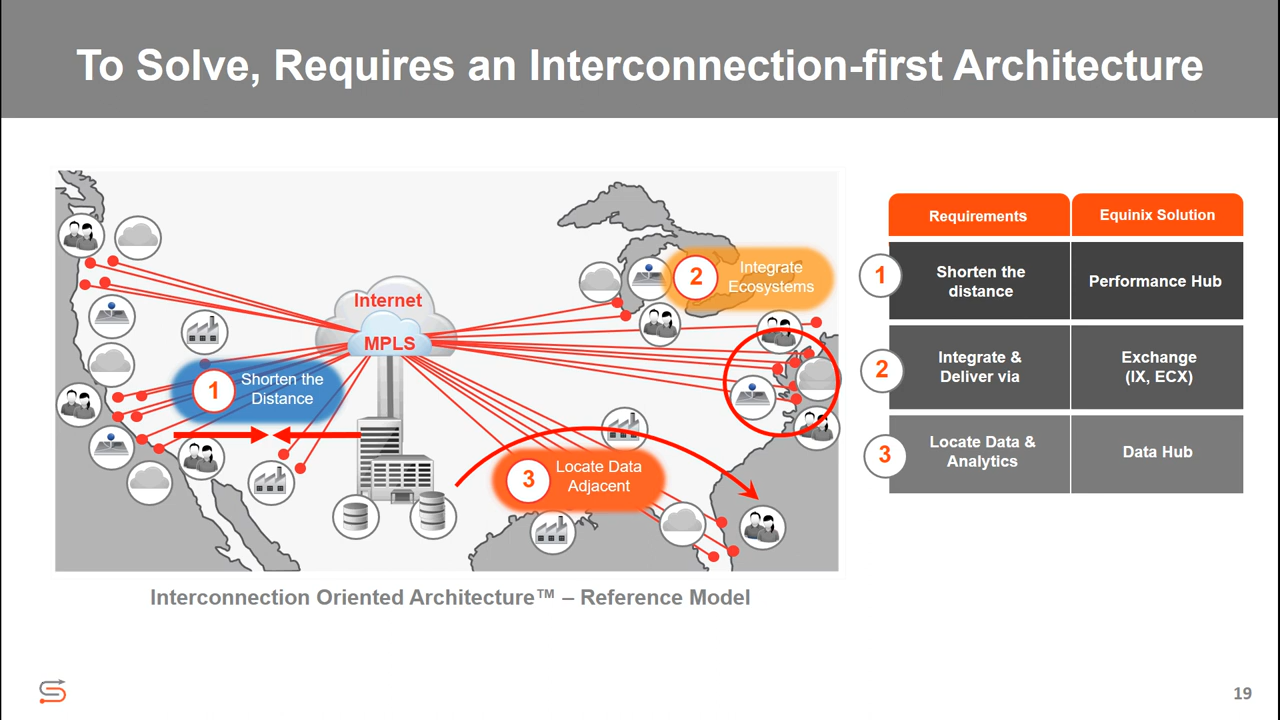 To Solve, Requires an Interconnection-first Architecture
Internet
MPLS
1
Shorten the
Distance
2
Integrate
Ecosystems
3
Locate Data
Adjacent
Interconnection Oriented Architecture™ – Reference Model
Requirements
Equinix Solution
1
Shorten the
distance
Performance Hub
2
Integrate &
Deliver via
Exchange
(IX, ECX)
3
Locate Data &
Analytics
Data Hub
19